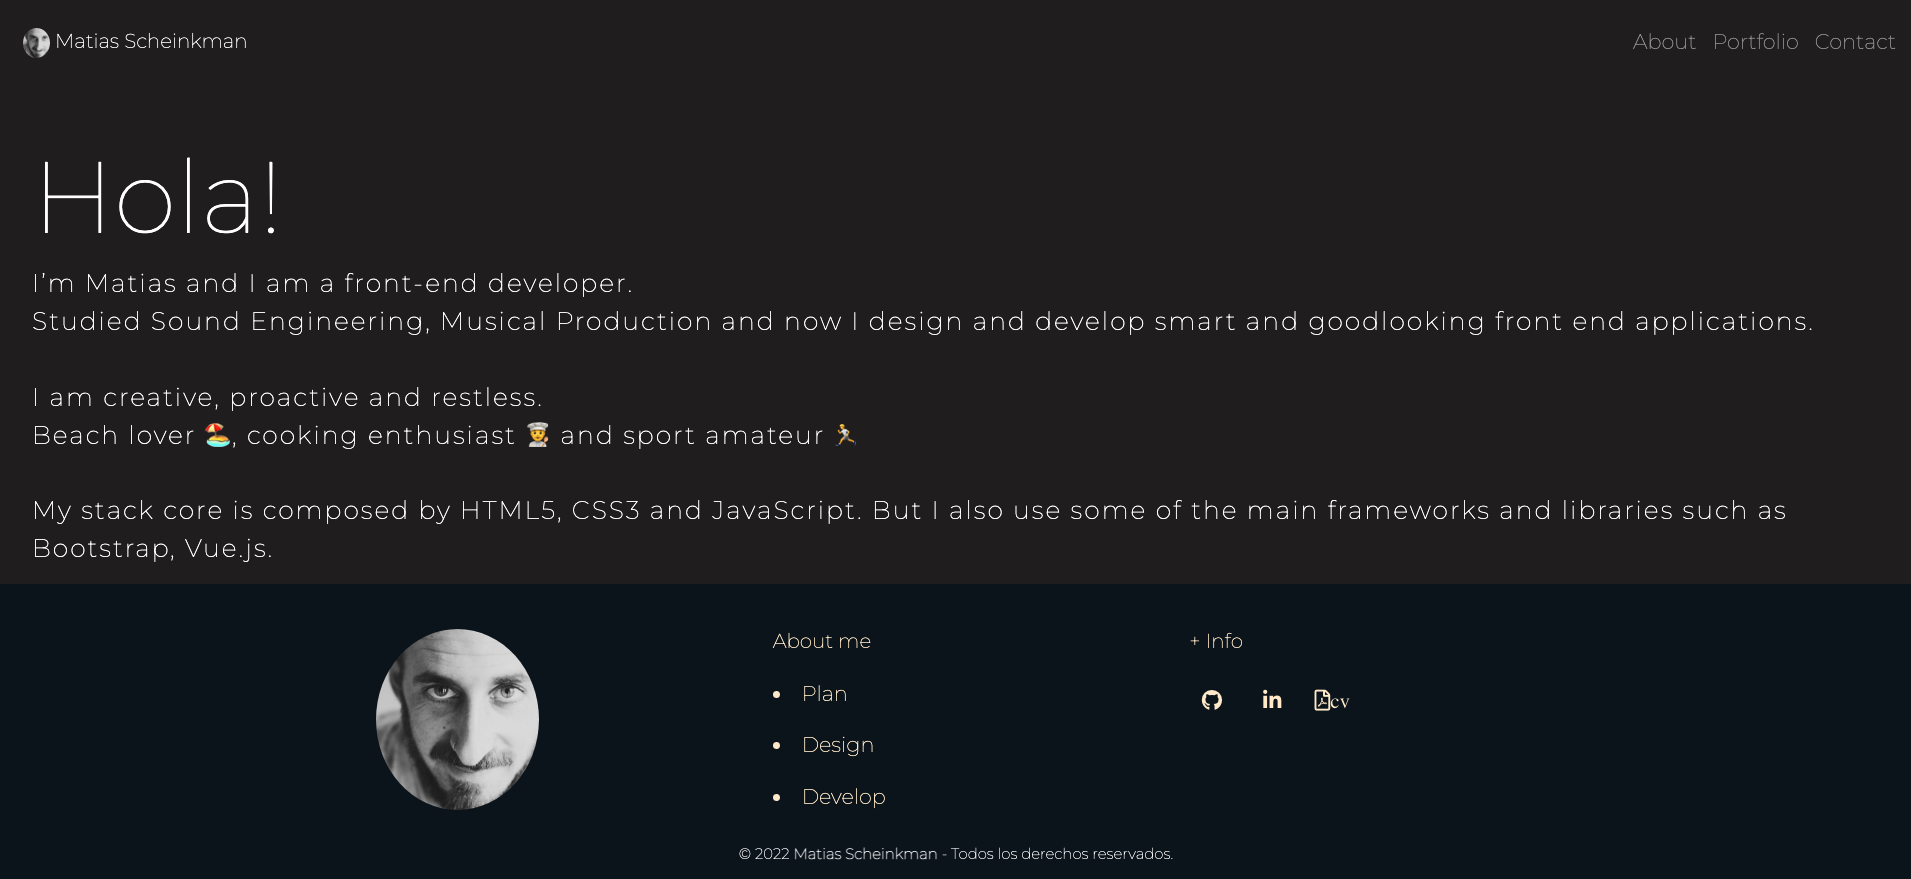 Matias Scheinkman
About Portfolio Contact
Hola!
I'm Matias and I am a front-end developer.
Studied Sound Engineering, Musical Production and now I design and develop smart and goodlooking front end applications.
I am creative, proactive and restless.
Beach lover 🏖️, cooking enthusiast 👨‍🍳 and sport amateur 🏃
My stack core is composed by HTML5, CSS3 and JavaScript. But I also use some of the main frameworks and libraries such as
Bootstrap, Vue.js.
About me
• Plan
• Design
• Develop
+ Info
cv
© 2022 Matias Scheinkman - Todos los derechos reservados.